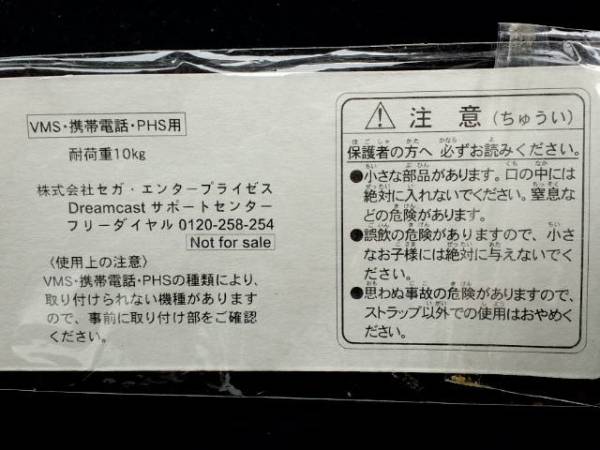 VMS・携帯電話・PHS用
耐荷重10kg
株式会社セガ・エンタープライゼス
Dreamcast サポートセンター
フリーダイヤル 0120-258-254
Not for sale
〈使用上の注意〉
VMS・携帯電話・PHSの種類により、
取り付けられない機種があります
ので、事前に取り付け部をご確認
ください。
⚠ 注 意 (ちゅうい)
保護者の方へ 必ずお読みください。
●小さな部品があります。口の中には
絶対に入れないでください。窒息な
どの危険があります。
●誤飲の危険がありますので、小さ
なお子様には絶対に与えないでく
ださい。
●思わぬ事故の危険がありますので、
ストラップ以外での使用はおやめく
ださい。